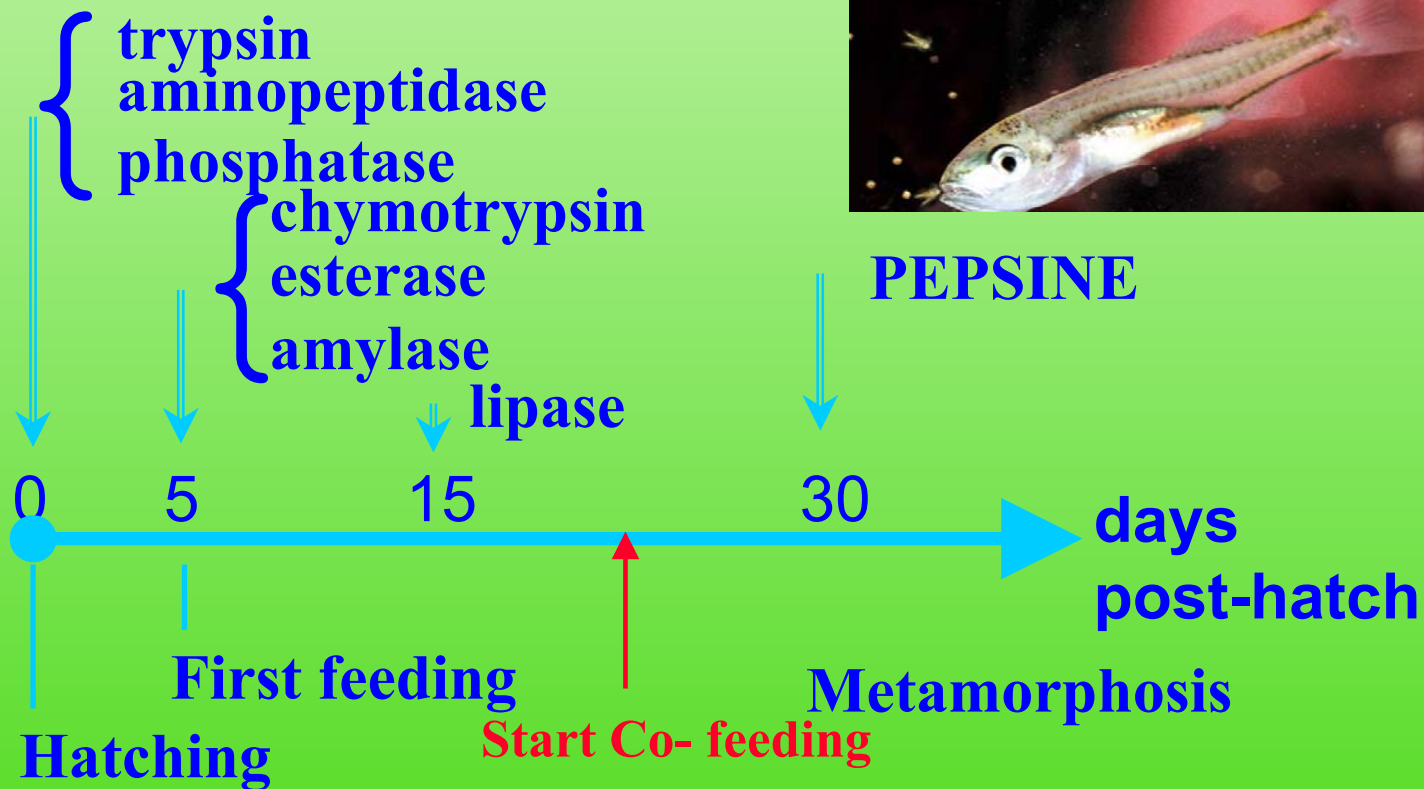 trypsin
aminopeptidase
phosphatase
chymotrypsin
esterase
amylase
lipase
PEPSINE
0 5 15 30
days
post-hatch
First feeding
Metamorphosis
Start Co- feeding
Hatching